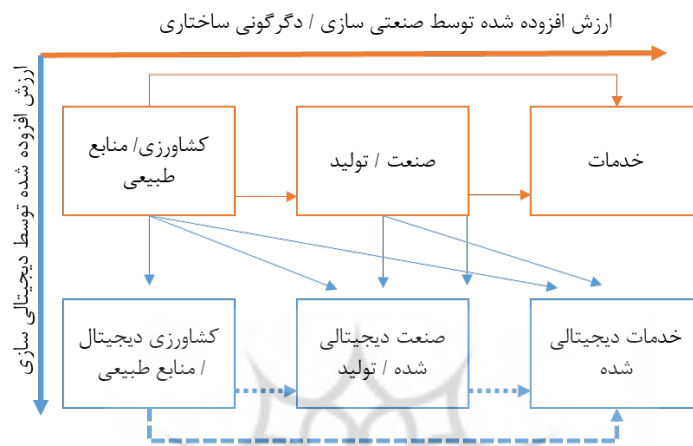 ارزش افزوده شده توسط صنعتی سازی / دگرگونی ساختاری
ارزش افزوده شده توسط دیجیتالی سازی
کشاورزی/ منابع
طبیعی
صنعت / تولید
خدمات
کشاورزی دیجیتال
/ منابع طبیعی
صنعت دیجیتالی
شده / تولید
خدمات دیجیتالی
شده